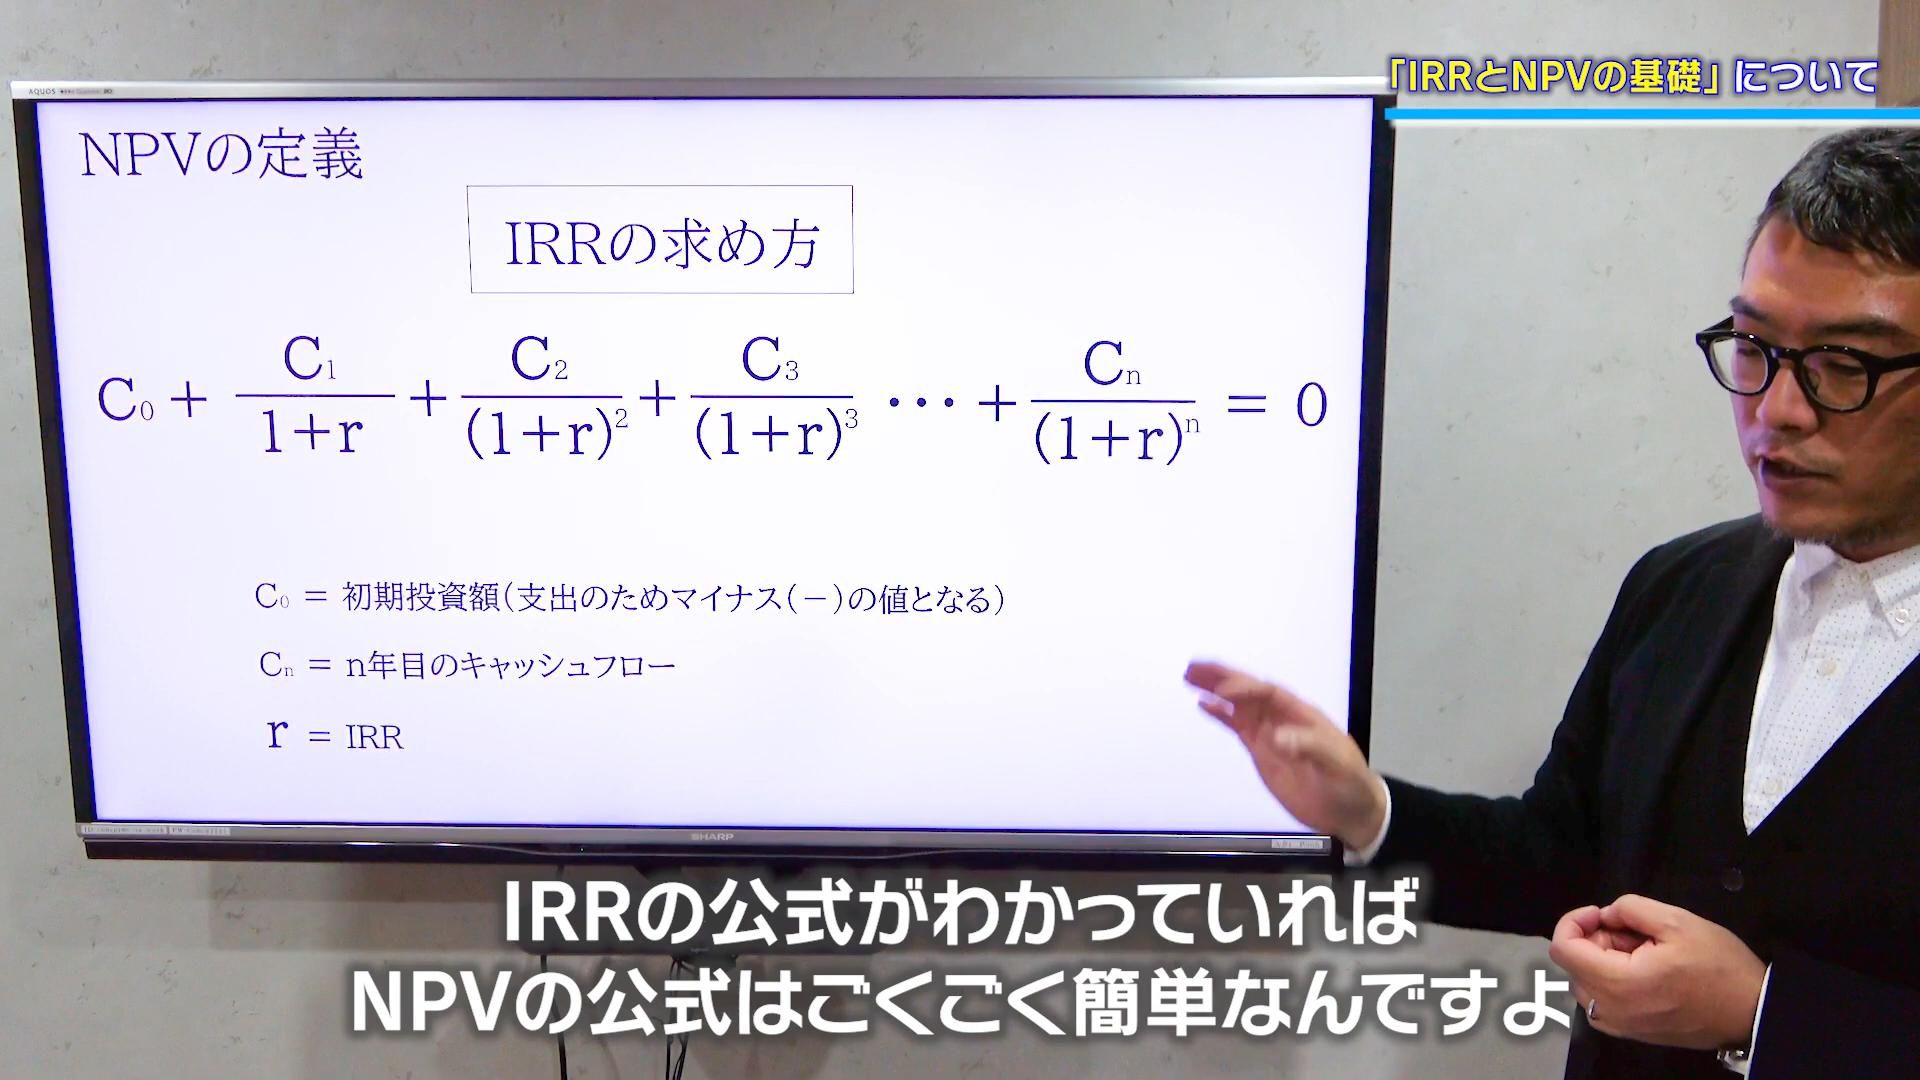 「IRRとNPVの基礎」について
AQUOS
NPVの定義
IRRの求め方
C₀ + C₁/(1+r) + C₂/(1+r)² + C₃/(1+r)³ ・・・ + Cₙ/(1+r)ⁿ = 0
C₀ = 初期投資額(支出のためマイナス(−)の値となる)
Cₙ = n年目のキャッシュフロー
r = IRR
SHARP
IRRの公式がわかっていれば
NPVの公式はごくごく簡単なんですよ